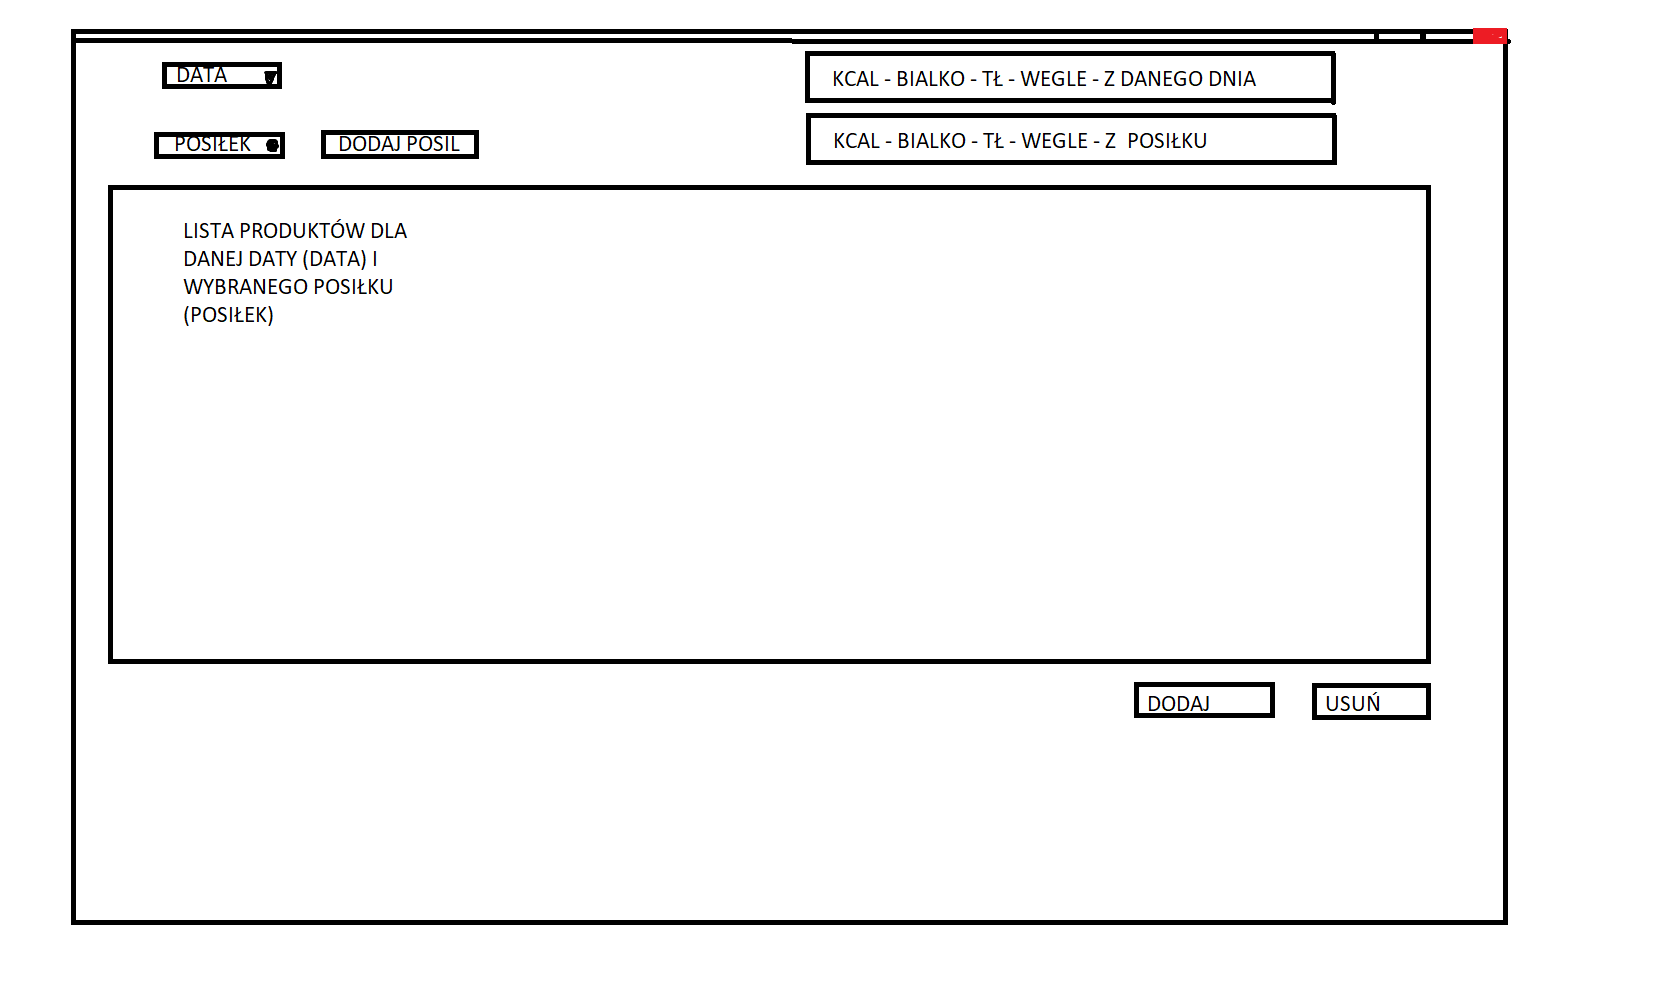 DATA
KCAL - BIALKO - TŁ - WEGLE - Z DANEGO DNIA
POSIŁEK
DODAJ POSIL
KCAL - BIALKO - TŁ - WEGLE - Z POSIŁKU
LISTA PRODUKTÓW DLA
DANEJ DATY (DATA) I
WYBRANEGO POSIŁKU
(POSIŁEK)
DODAJ
USUŃ